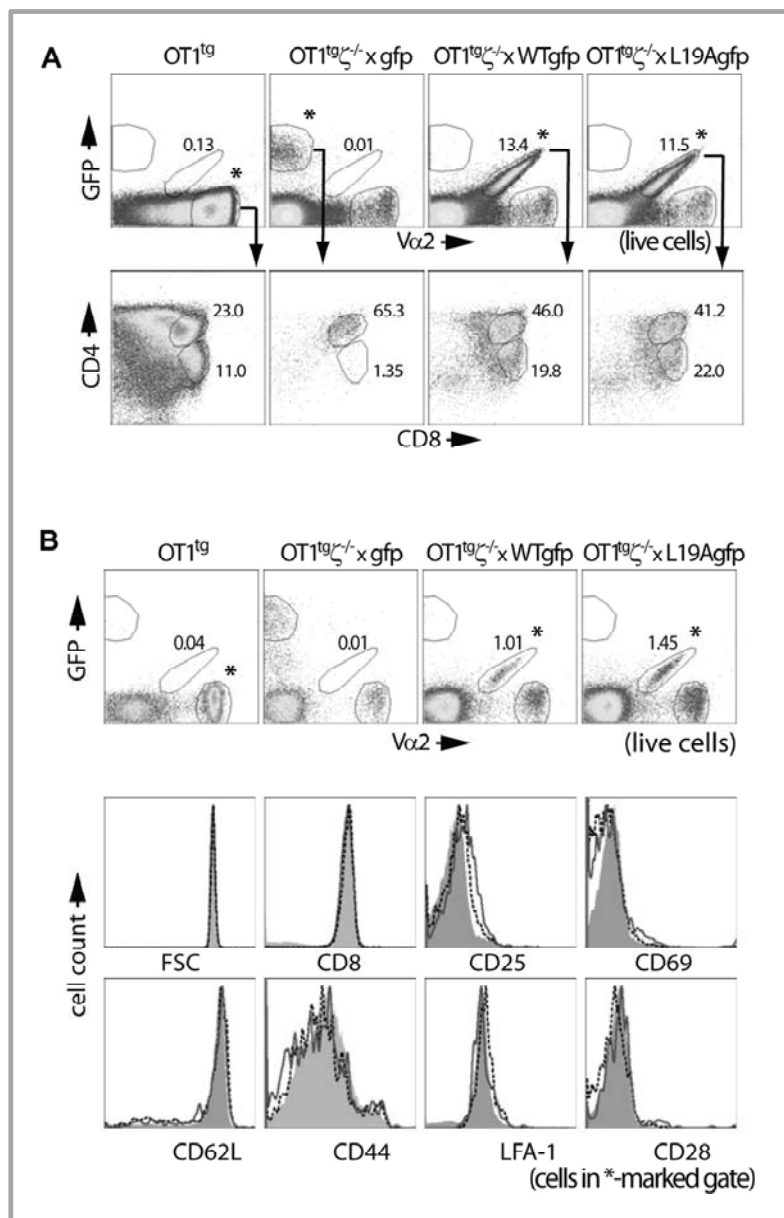 A
OT1tg OT1tgζ-/- x gfp OT1tgζ-/- x WTgfp OT1tgζ-/- x L19Agfp
GFP
0.13 * * 0.01 13.4 * 11.5 *
Vα2 (live cells)
CD4
23.0 65.3 46.0 41.2
11.0 1.35 19.8 22.0
CD8
B
OT1tg OT1tgζ-/- x gfp OT1tgζ-/- x WTgfp OT1tgζ-/- x L19Agfp
GFP
0.04 * 0.01 1.01 * 1.45 *
Vα2 (live cells)
cell count
FSC CD8 CD25 CD69
CD62L CD44 LFA-1 CD28
(cells in *-marked gate)